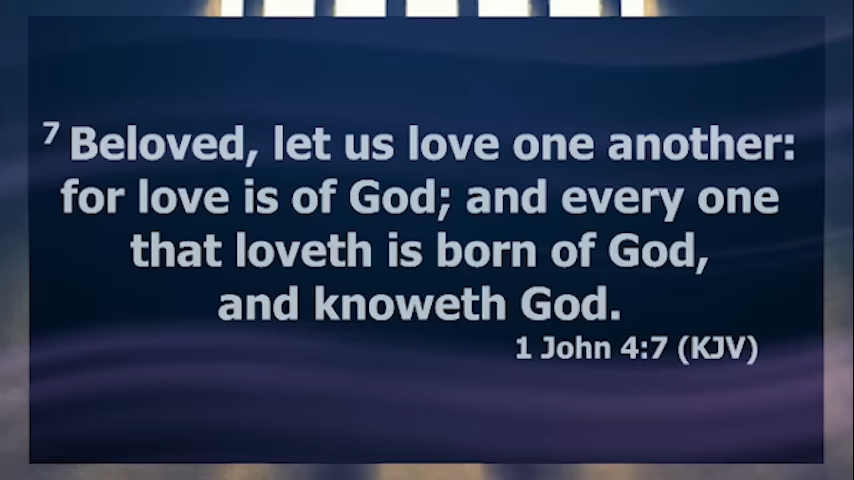 7 Beloved, let us love one another:
for love is of God; and every one
that loveth is born of God,
and knoweth God.
1 John 4:7 (KJV)